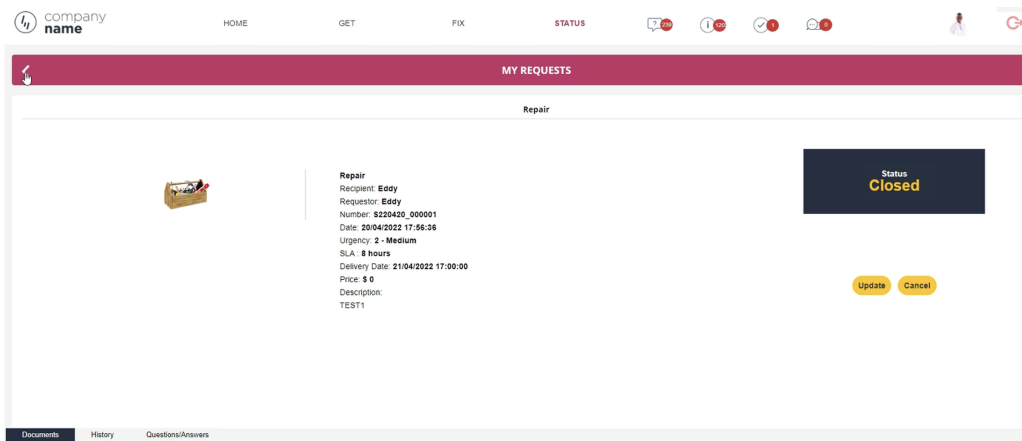 company
name
HOME
GET
FIX
STATUS
239
120
1
0
MY REQUESTS
Repair
Repair
Recipient: Eddy
Requestor: Eddy
Number: S220420_000001
Date: 20/04/2022 17:56:36
Urgency: 2 - Medium
SLA : 8 hours
Delivery Date: 21/04/2022 17:00:00
Price: $ 0
Description:
TEST1
Status
Closed
Update
Cancel
Documents
History
Questions/Answers